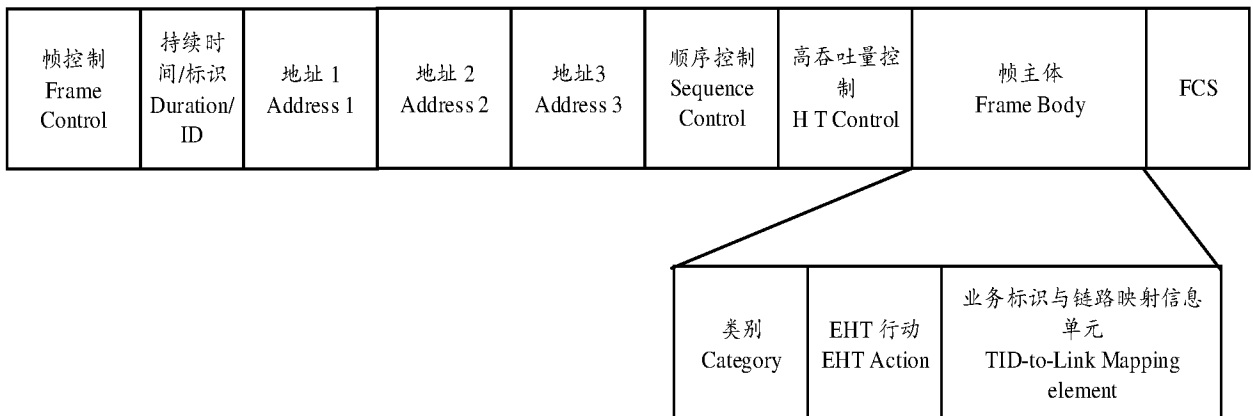 帧控制
Frame
Control
持续时
间/标识
Duration/
ID
地址 1
Address 1
地址 2
Address 2
地址3
Address 3
顺序控制
Sequence
Control
高吞吐量控
制
H T Control
帧主体
Frame Body
FCS
类别
Category
EHT 行动
EHT Action
业务标识与链路映射信息
单元
TID-to-Link Mapping
element